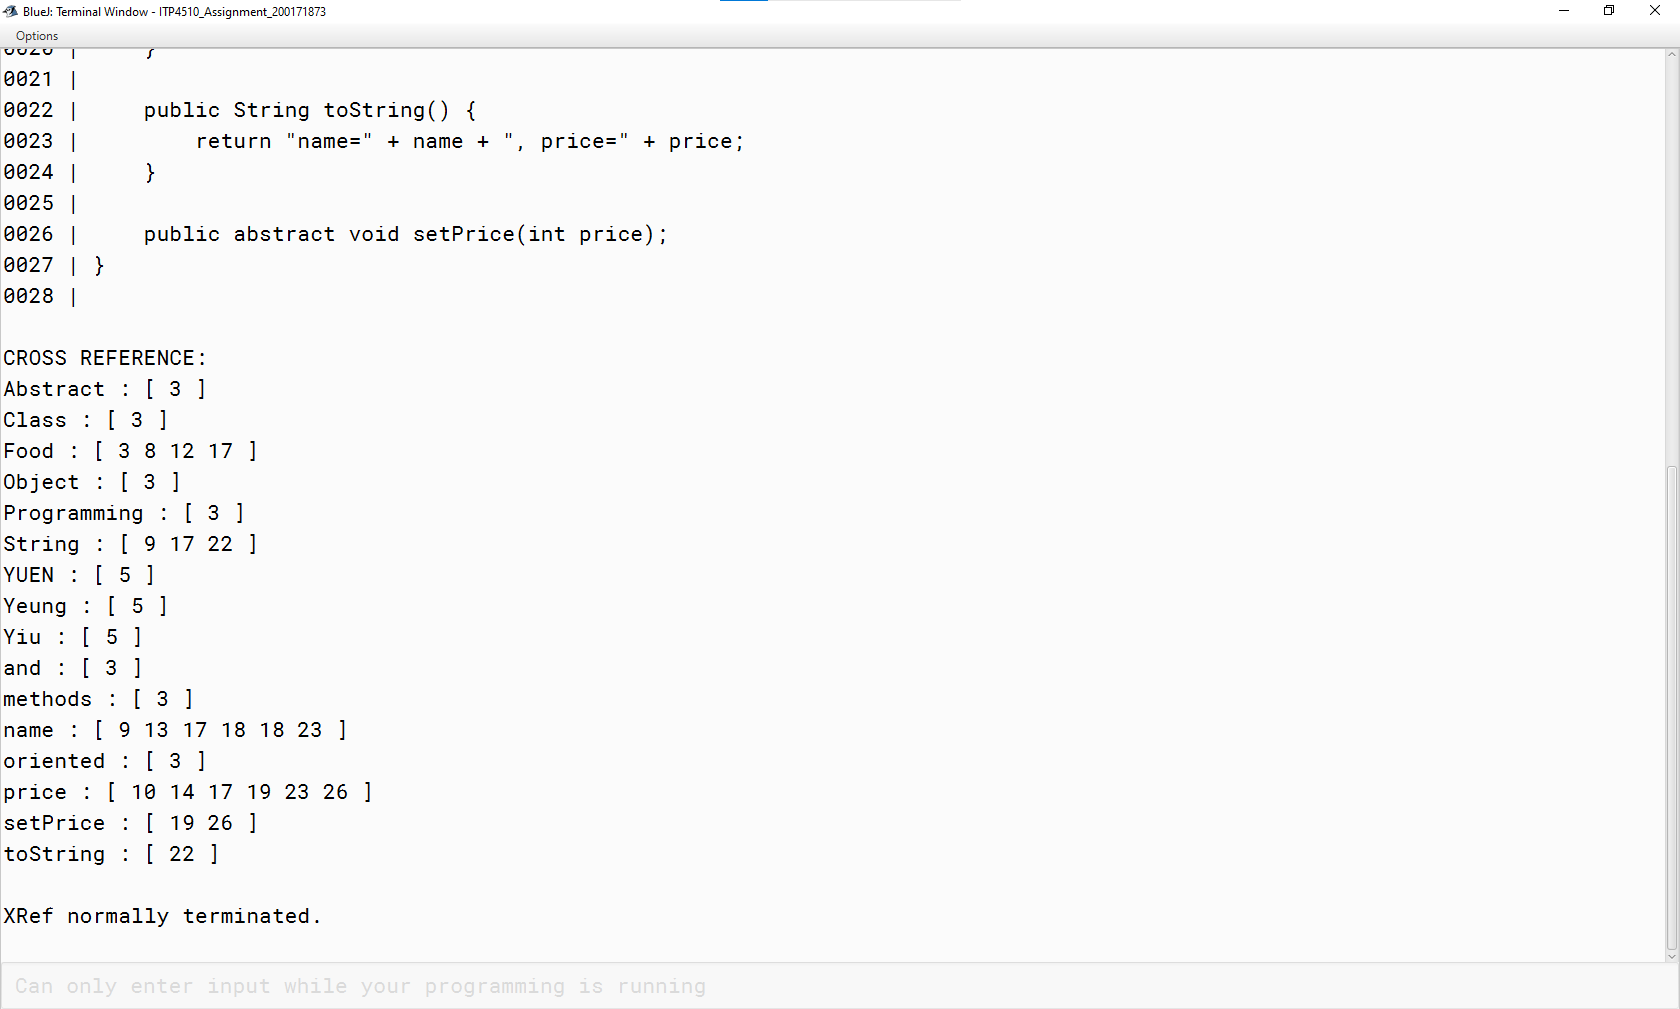 BlueJ: Terminal Window - ITP4510_Assignment_200171873
Options
0020 |     }
0021 |
0022 |     public String toString() {
0023 |         return "name=" + name + ", price=" + price;
0024 |     }
0025 |
0026 |     public abstract void setPrice(int price);
0027 | }
0028 |
CROSS REFERENCE:
Abstract : [ 3 ]
Class : [ 3 ]
Food : [ 3 8 12 17 ]
Object : [ 3 ]
Programming : [ 3 ]
String : [ 9 17 22 ]
YUEN : [ 5 ]
Yeung : [ 5 ]
Yiu : [ 5 ]
and : [ 3 ]
methods : [ 3 ]
name : [ 9 13 17 18 18 23 ]
oriented : [ 3 ]
price : [ 10 14 17 19 23 26 ]
setPrice : [ 19 26 ]
toString : [ 22 ]
XRef normally terminated.
Can only enter input while your programming is running